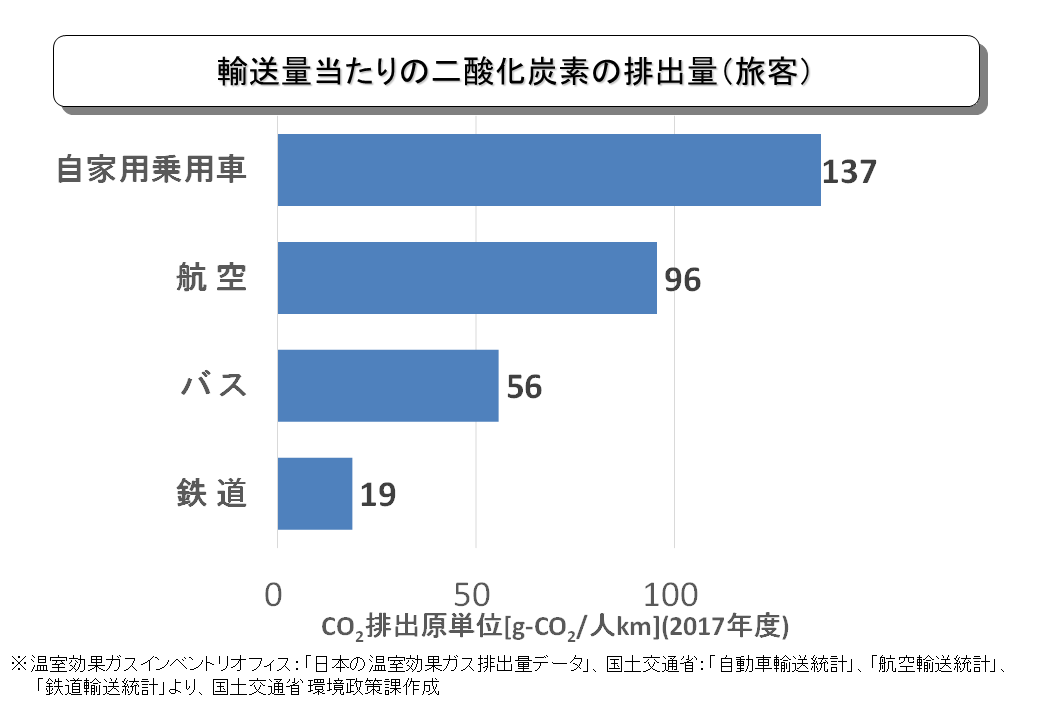 輸送量当たりの二酸化炭素の排出量（旅客）
自家用乗用車
137
航 空
96
バ ス
56
鉄 道
19
0 50 100
CO₂排出原単位[g-CO₂/人km](2017年度)
※温室効果ガスインベントリオフィス：「日本の温室効果ガス排出量データ」、国土交通省：「自動車輸送統計」、「航空輸送統計」、
「鉄道輸送統計」より、国土交通省 環境政策課作成